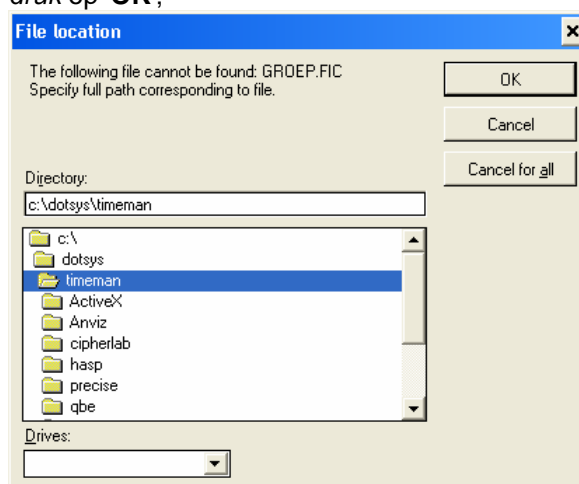 druk op 'OK',
File location
The following file cannot be found: GROEP.FIC
Specify full path corresponding to file.
OK
Cancel
Cancel for all
Directory:
c:\dotsys\timeman
c:\
dotsys
timeman
ActiveX
Anviz
cipherlab
hasp
precise
qbe
Drives: